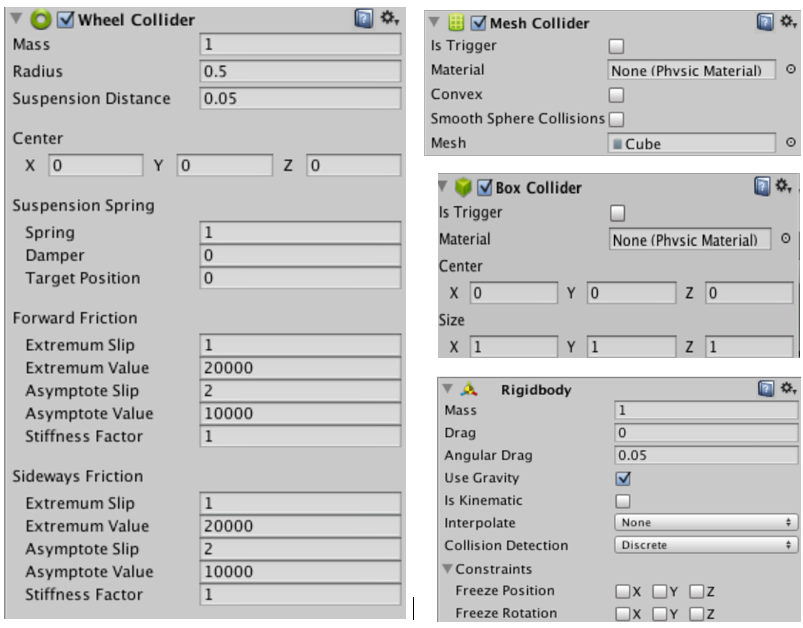 Wheel Collider
Mass 1
Radius 0.5
Suspension Distance 0.05
Center
X 0 Y 0 Z 0
Suspension Spring
Spring 1
Damper 0
Target Position 0
Forward Friction
Extremum Slip 1
Extremum Value 20000
Asymptote Slip 2
Asymptote Value 10000
Stiffness Factor 1
Sideways Friction
Extremum Slip 1
Extremum Value 20000
Asymptote Slip 2
Asymptote Value 10000
Stiffness Factor 1
Mesh Collider
Is Trigger
Material None (Physic Material)
Convex
Smooth Sphere Collisions
Mesh Cube
Box Collider
Is Trigger
Material None (Physic Material)
Center
X 0 Y 0 Z 0
Size
X 1 Y 1 Z 1
Rigidbody
Mass 1
Drag 0
Angular Drag 0.05
Use Gravity
Is Kinematic
Interpolate None
Collision Detection Discrete
Constraints
Freeze Position X Y Z
Freeze Rotation X Y Z